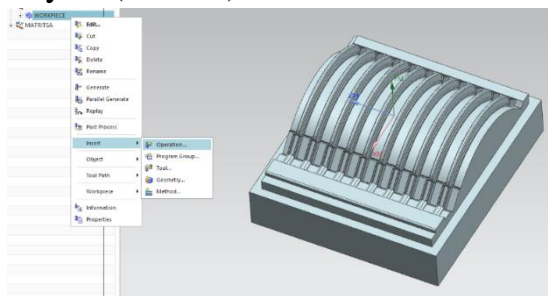 WORKPIECE
MATRITSA
Edit...
Cut
Copy
Delete
Rename
Generate
Parallel Generate
Replay
Post Process
Insert
Operation...
Object
Program Group...
Tool...
Tool Path
Geometry...
Workpiece
Method...
Information
Properties